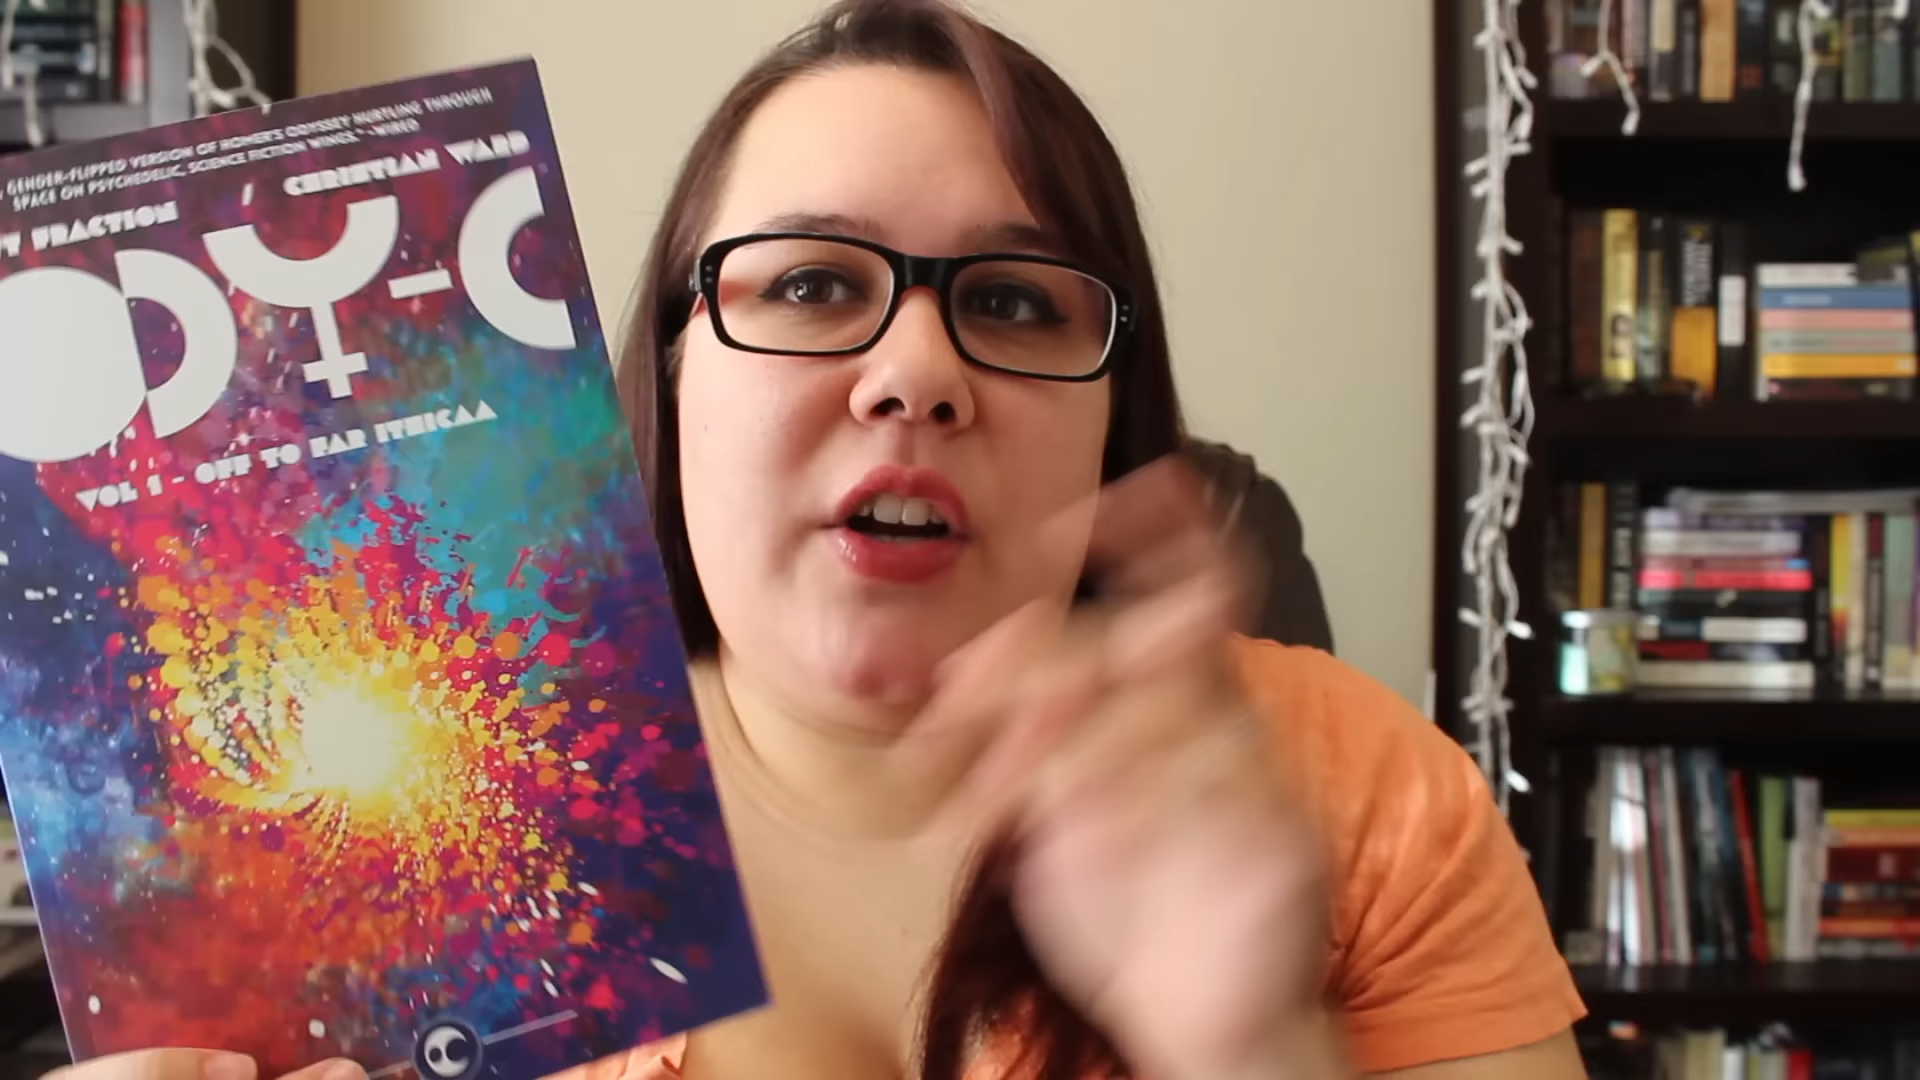 GENDER-FLIPPED VERSION OF HOMER'S ODYSSEY HURTLING THROUGH
SPACE ON PSYCHEDELIC, SCIENCE FICTION WINGS." -WIRED
FRACTION / CHRISTIAN WARD
ODY-C
VOL 1 - OFF TO FAR ITHICAA